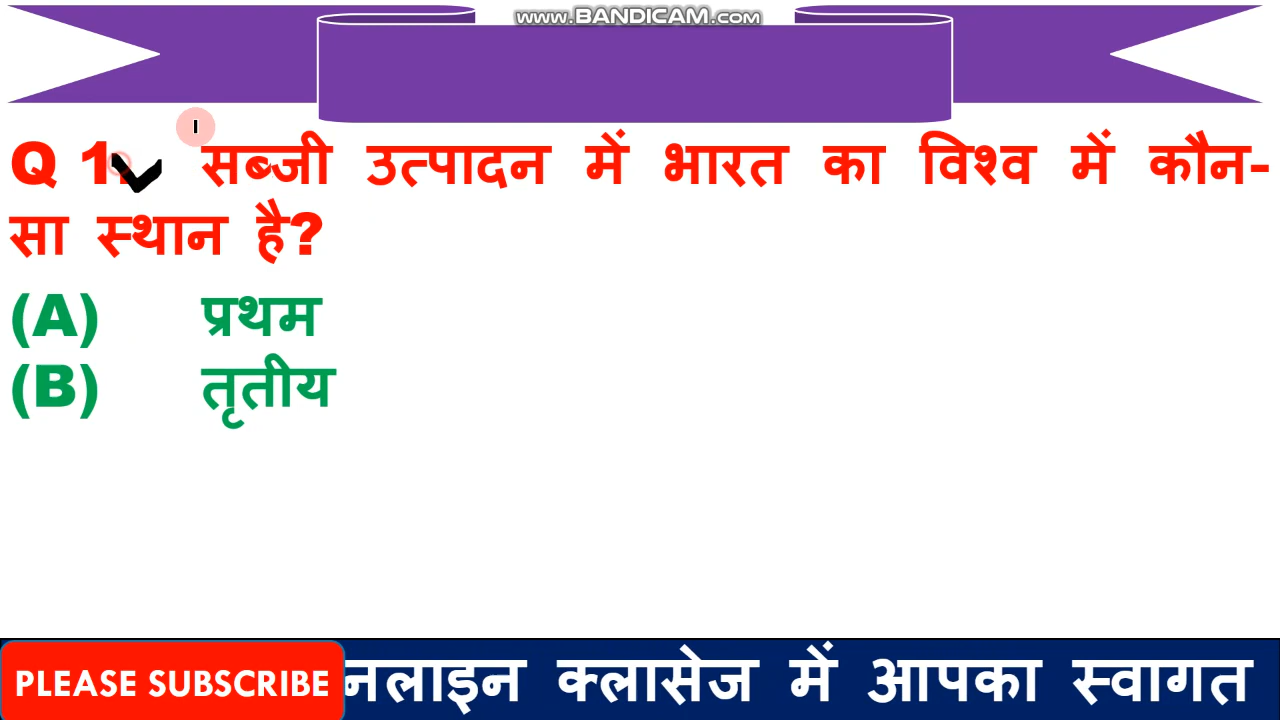 www.BANDICAM.com
Q 1. सब्जी उत्पादन में भारत का विश्व में कौन-
सा स्थान है?
(A) प्रथम
(B) तृतीय
PLEASE SUBSCRIBE नलाइन क्लासेज में आपका स्वागत